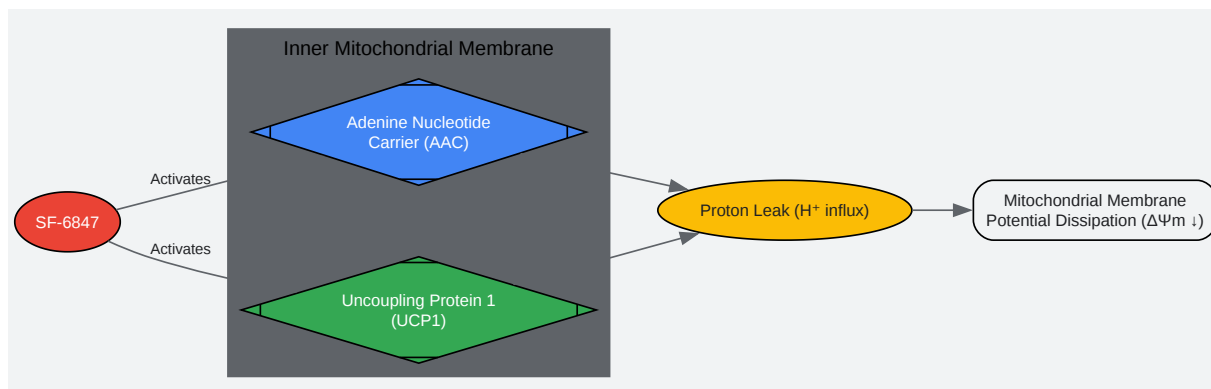 Inner Mitochondrial Membrane
Adenine Nucleotide
Carrier (AAC)
Activates
SF-6847
Activates
Uncoupling Protein 1
(UCP1)
Proton Leak (H⁺ influx)
Mitochondrial Membrane
Potential Dissipation (ΔΨm ↓)